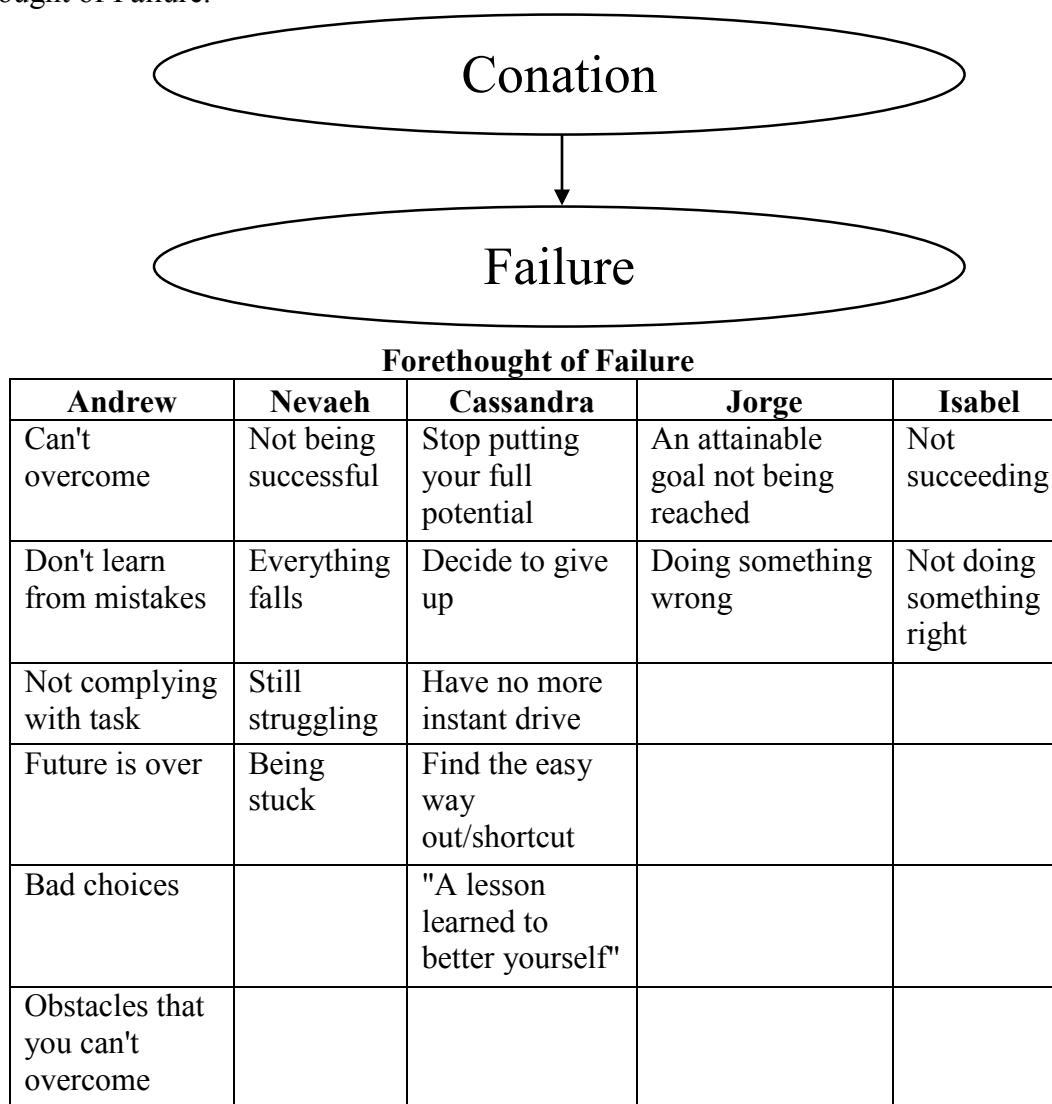 ought of Failure.
Conation
Failure
Forethought of Failure
Andrew
Nevaeh
Cassandra
Jorge
Isabel
Can't
overcome
Not being
successful
Stop putting
your full
potential
An attainable
goal not being
reached
Not
succeeding
Don't learn
from mistakes
Everything
falls
Decide to give
up
Doing something
wrong
Not doing
something
right
Not complying
with task
Still
struggling
Have no more
instant drive
Future is over
Being
stuck
Find the easy
way
out/shortcut
Bad choices
"A lesson
learned to
better yourself"
Obstacles that
you can't
overcome